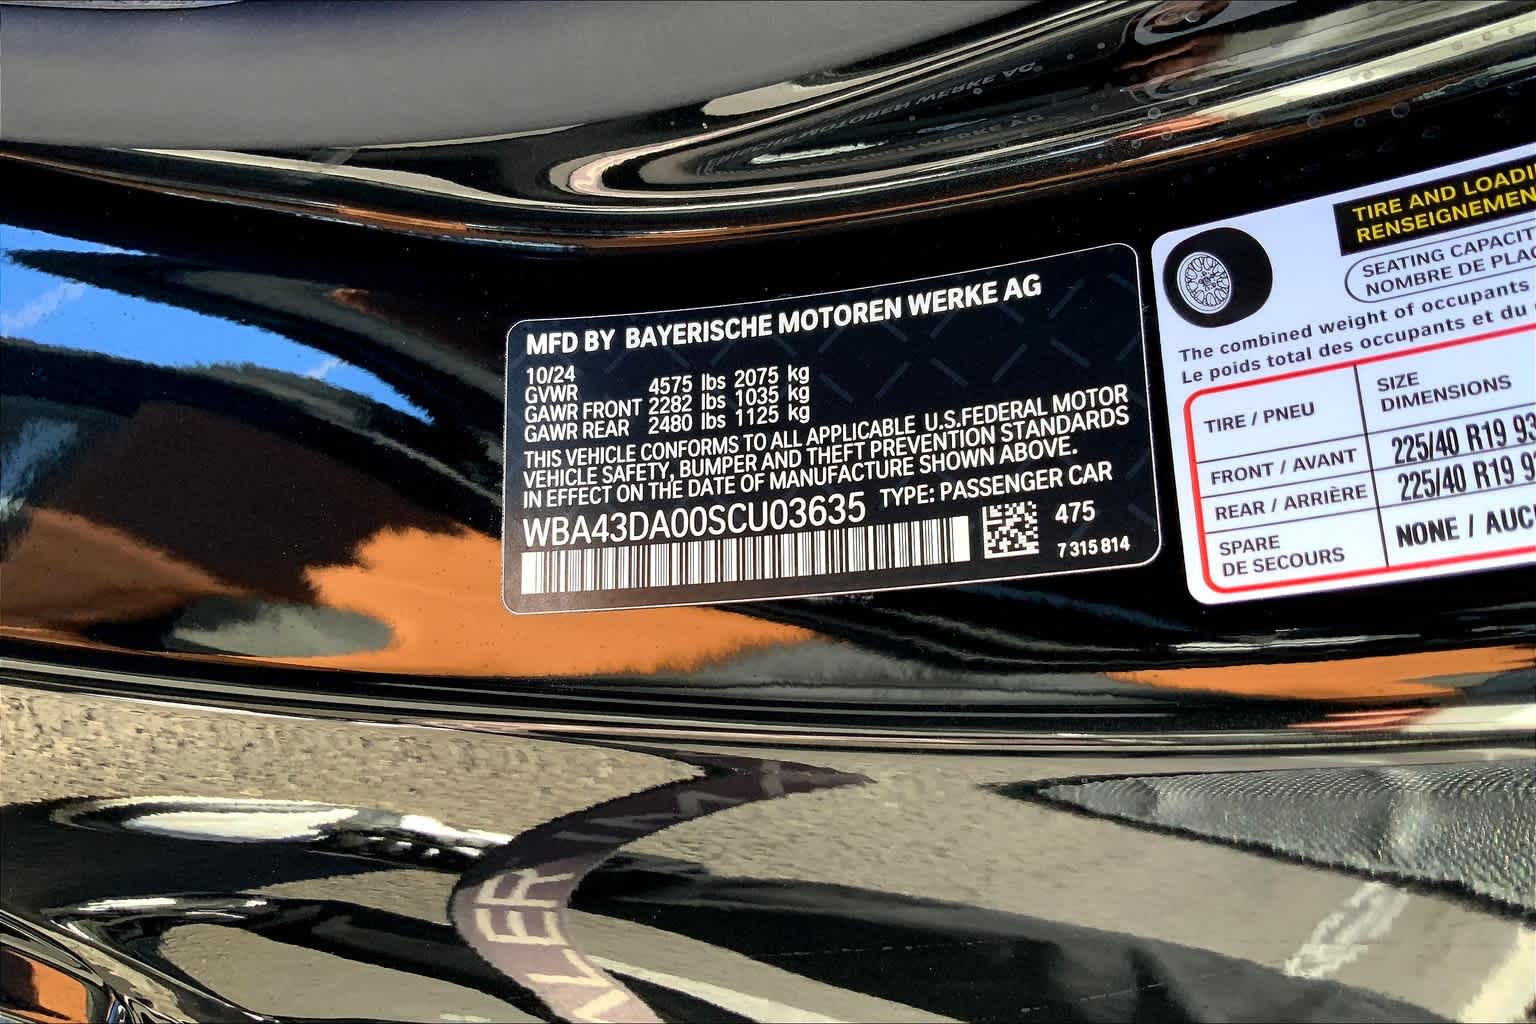 MFD BY BAYERISCHE MOTOREN WERKE AG
10/24
GVWR 4575 lbs 2075 kg
GAWR FRONT 2282 lbs 1035 kg
GAWR REAR 2480 lbs 1125 kg
THIS VEHICLE CONFORMS TO ALL APPLICABLE U.S.FEDERAL MOTOR
VEHICLE SAFETY, BUMPER AND THEFT PREVENTION STANDARDS
IN EFFECT ON THE DATE OF MANUFACTURE SHOWN ABOVE.
WBA43DA00SCU03635 TYPE: PASSENGER CAR
475
7 315 814
TIRE AND LOADI
RENSEIGNEMEN
SEATING CAPACIT
NOMBRE DE PLAC
The combined weight of occupants
Le poids total des occupants et du
TIRE / PNEU
SIZE
DIMENSIONS
FRONT / AVANT 225/40 R19 93
REAR / ARRIÈRE 225/40 R19 9
SPARE
DE SECOURS
NONE / AUC